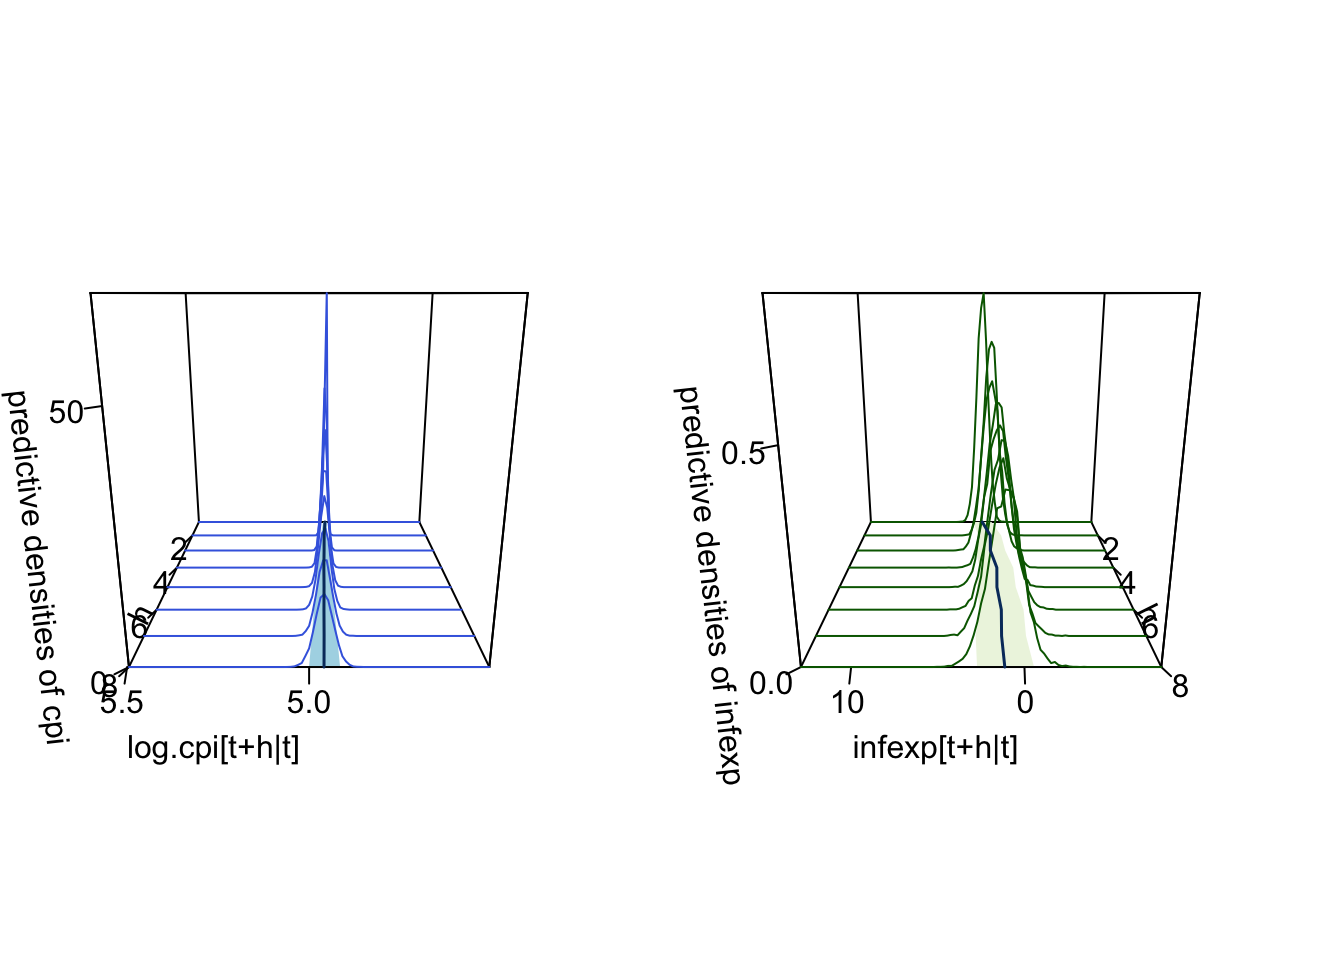 predictive densities of cpi
50
0
2
4
6
h
8
5.5
5.0
log.cpi[t+h|t]
predictive densities of infexp
0.5
0.0
10
0
2
4
6
h
8
infexp[t+h|t]